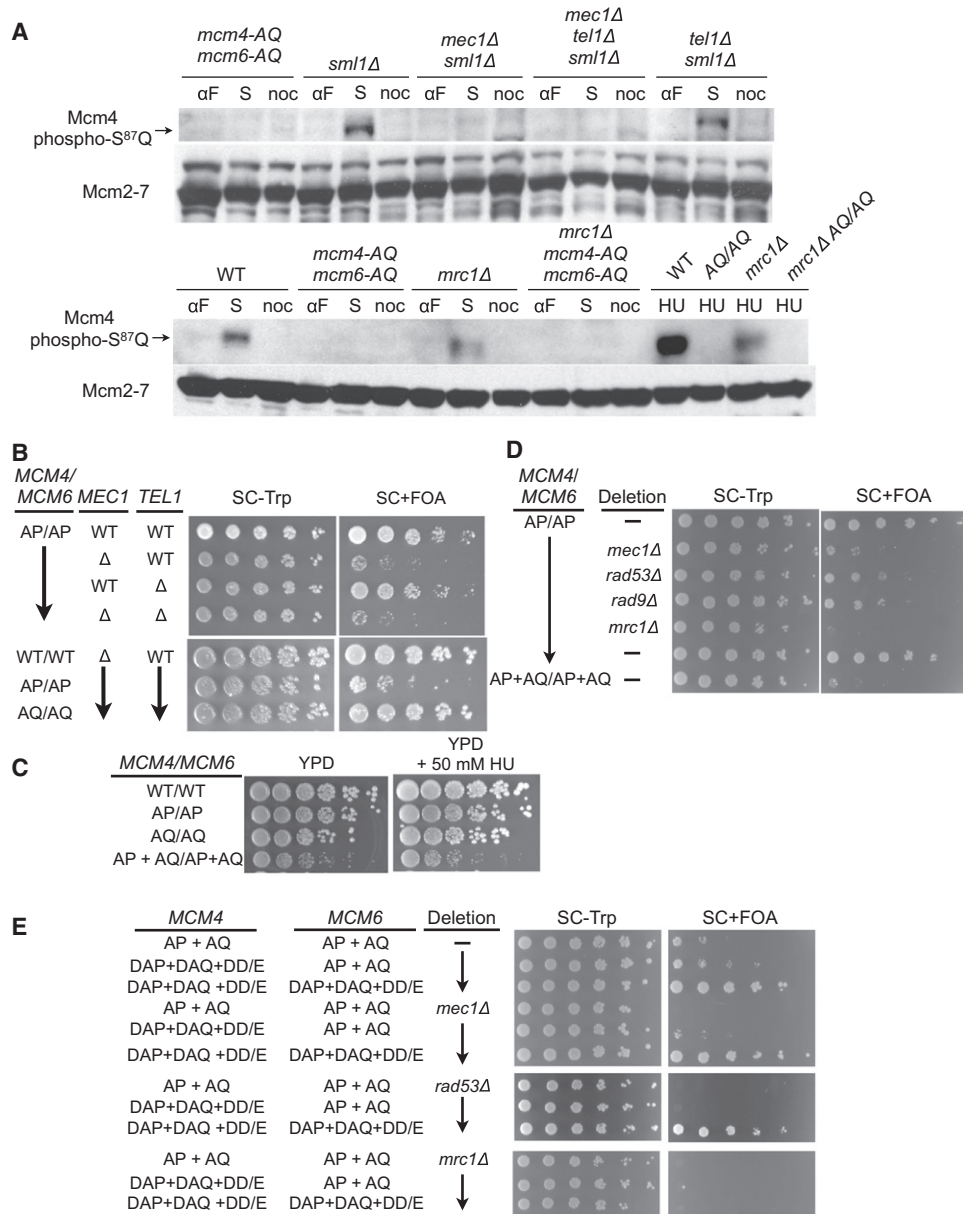 A
mcm4-AQ
mcm6-AQ
sml1Δ
mec1Δ
sml1Δ
mec1Δ
tel1Δ
sml1Δ
tel1Δ
sml1Δ
αF S noc αF S noc αF S noc αF S noc αF S noc
Mcm4
phospho-S87Q
Mcm2-7
WT
mcm4-AQ
mcm6-AQ
mrc1Δ
mrc1Δ
mcm4-AQ
mcm6-AQ
WT
AQ/AQ
mrc1Δ
mrc1Δ AQ/AQ
αF S noc αF S noc αF S noc αF S noc HU HU HU HU
Mcm4
phospho-S87Q
Mcm2-7
B
MCM4/
MCM6 MEC1 TEL1 SC-Trp SC+FOA
AP/AP WT WT
Δ WT
WT Δ
Δ Δ
WT/WT Δ WT
AP/AP
AQ/AQ
D
MCM4/
MCM6 Deletion SC-Trp SC+FOA
AP/AP –
mec1Δ
rad53Δ
rad9Δ
mrc1Δ
–
AP+AQ/AP+AQ –
C
MCM4/MCM6 YPD YPD
+ 50 mM HU
WT/WT
AP/AP
AQ/AQ
AP + AQ/AP+AQ
E
MCM4 MCM6 Deletion SC-Trp SC+FOA
AP + AQ AP + AQ –
DAP+DAQ+DD/E AP + AQ
DAP+DAQ +DD/E DAP+DAQ+DD/E
AP + AQ AP + AQ mec1Δ
DAP+DAQ+DD/E AP + AQ
DAP+DAQ +DD/E DAP+DAQ+DD/E
AP + AQ AP + AQ rad53Δ
DAP+DAQ+DD/E AP + AQ
DAP+DAQ +DD/E DAP+DAQ+DD/E
AP + AQ AP + AQ mrc1Δ
DAP+DAQ+DD/E AP + AQ
DAP+DAQ +DD/E DAP+DAQ+DD/E